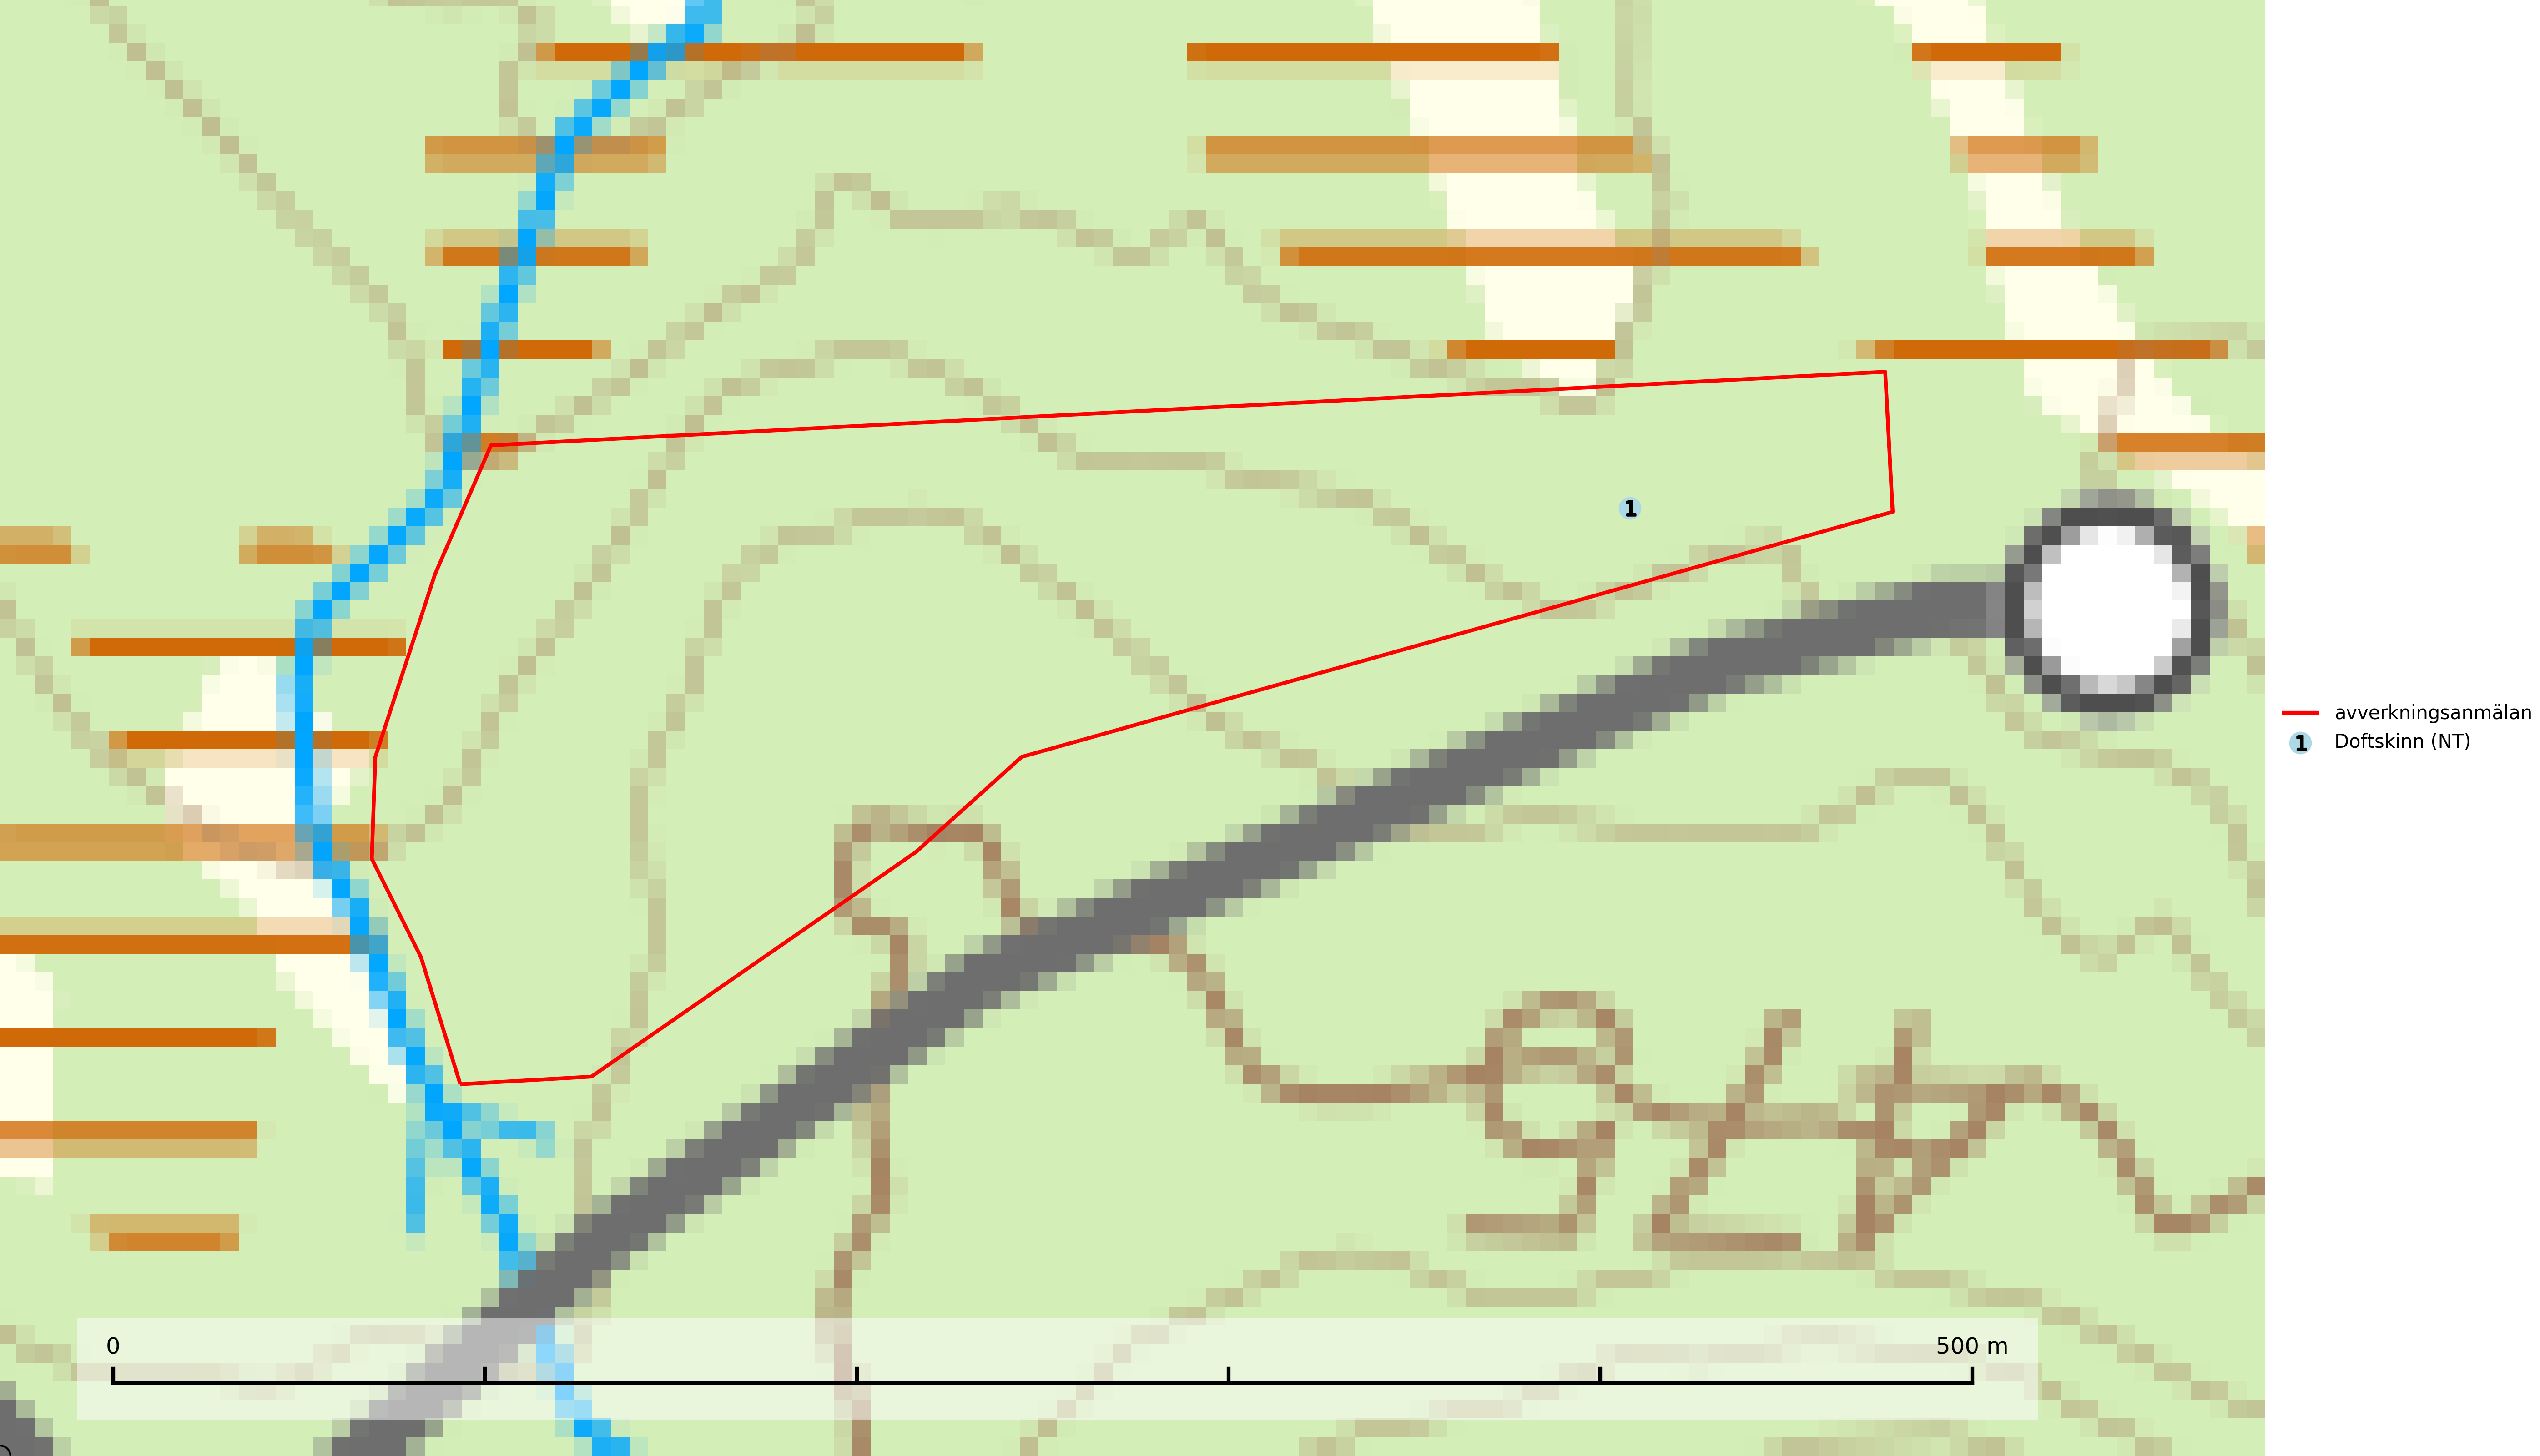 1
avverkningsanmälan
1 Doftskinn (NT)
0 500 m